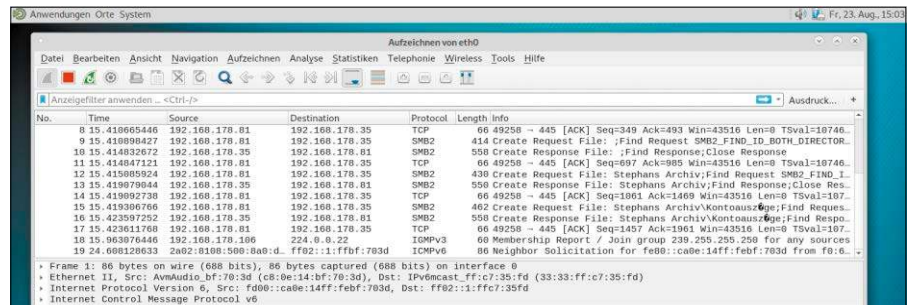 Anwendungen Orte System
Fr, 23. Aug., 15:03
Aufzeichnen von eth0
Datei Bearbeiten Ansicht Navigation Aufzeichnen Analyse Statistiken Telephonie Wireless Tools Hilfe
Anzeigefilter anwenden ... <Ctrl-/> Ausdruck... +
No. Time Source Destination Protocol Length Info
8 15.410665446 192.168.178.81 192.168.178.35 TCP 66 49258 → 445 [ACK] Seq=349 Ack=493 Win=43516 Len=0 TSval=10746…
9 15.410898427 192.168.178.81 192.168.178.35 SMB2 414 Create Request File: ;Find Request SMB2_FIND_ID_BOTH_DIRECTOR…
10 15.414832672 192.168.178.35 192.168.178.81 SMB2 558 Create Response File: ;Find Response;Close Response
11 15.414847121 192.168.178.81 192.168.178.35 TCP 66 49258 → 445 [ACK] Seq=697 Ack=985 Win=43516 Len=0 TSval=10746…
12 15.415085924 192.168.178.81 192.168.178.35 SMB2 430 Create Request File: Stephans Archiv;Find Request SMB2_FIND_I…
13 15.419079044 192.168.178.35 192.168.178.81 SMB2 550 Create Response File: Stephans Archiv;Find Response;Close Res…
14 15.419092738 192.168.178.81 192.168.178.35 TCP 66 49258 → 445 [ACK] Seq=1061 Ack=1469 Win=43516 Len=0 TSval=107…
15 15.419306766 192.168.178.81 192.168.178.35 SMB2 462 Create Request File: Stephans Archiv\Kontoausz�ge;Find Reques…
16 15.423597252 192.168.178.35 192.168.178.81 SMB2 558 Create Response File: Stephans Archiv\Kontoausz�ge;Find Respo…
17 15.423611768 192.168.178.81 192.168.178.35 TCP 66 49258 → 445 [ACK] Seq=1457 Ack=1961 Win=43516 Len=0 TSval=107…
18 15.963076446 192.168.178.106 224.0.0.22 IGMPv3 60 Membership Report / Join group 239.255.255.250 for any sources
19 24.608128633 2a02:8108:500:8a0:d… ff02::1:ffbf:703d ICMPv6 86 Neighbor Solicitation for fe80::ca0e:14ff:febf:703d from f0:6…
Frame 1: 86 bytes on wire (688 bits), 86 bytes captured (688 bits) on interface 0
Ethernet II, Src: AvmAudio_bf:70:3d (c8:0e:14:bf:70:3d), Dst: IPv6mcast_ff:c7:35:fd (33:33:ff:c7:35:fd)
Internet Protocol Version 6, Src: fd00::ca0e:14ff:febf:703d, Dst: ff02::1:ffc7:35fd
Internet Control Message Protocol v6